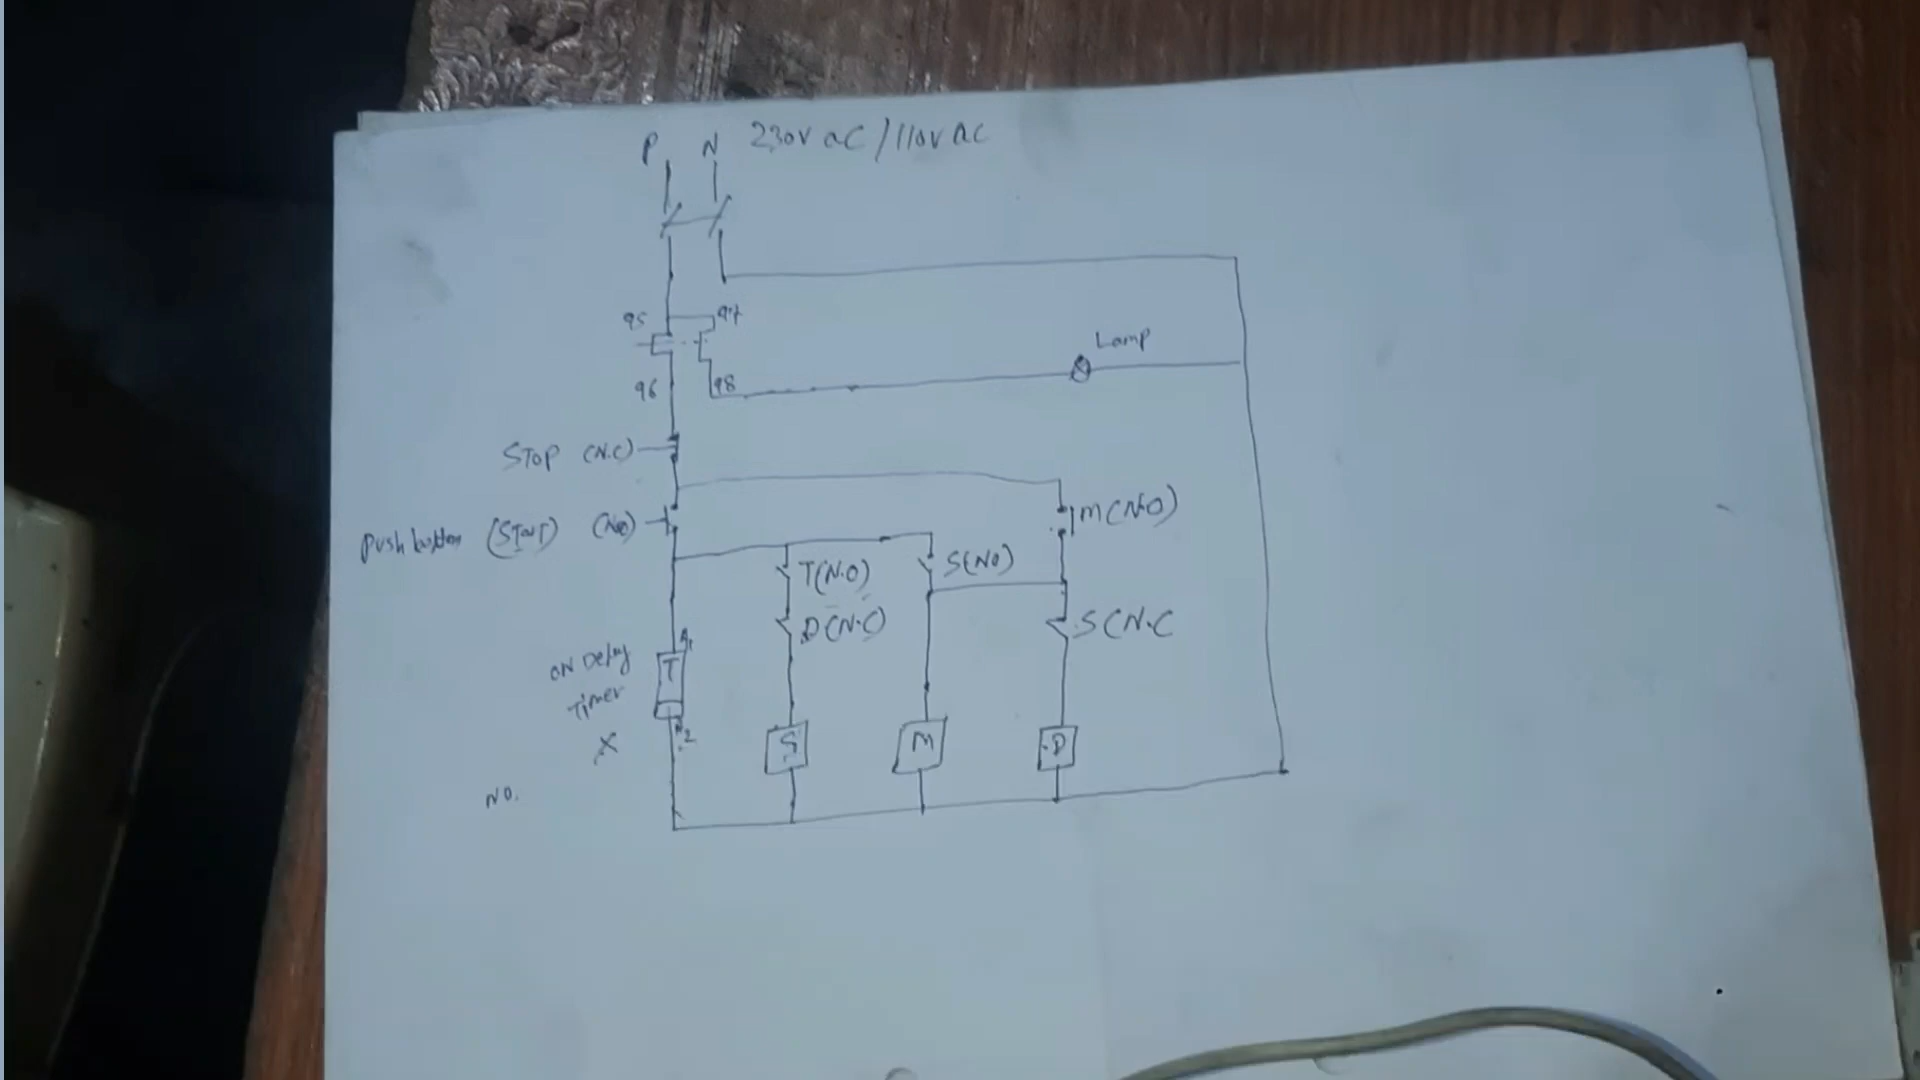 P N 230V aC / 110V aC
95 97
Lamp
96 98
STOP (N.C)
M(N.O)
Push button (START) (NO)
S(NO)
T(N.O)
D(N.C)
S(N.C
A1
ON Delay
T
Timer
A2
X
S M D
NO.